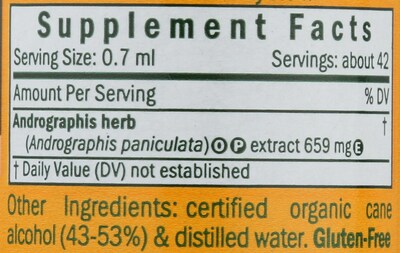 Supplement Facts
Serving Size: 0.7 ml Servings: about 42
Amount Per Serving % DV
Andrographis herb †
(Andrographis paniculata) Ⓞ Ⓟ extract 659 mg Ⓔ
† Daily Value (DV) not established
Other Ingredients: certified organic cane
alcohol (43-53%) & distilled water. Gluten-Free